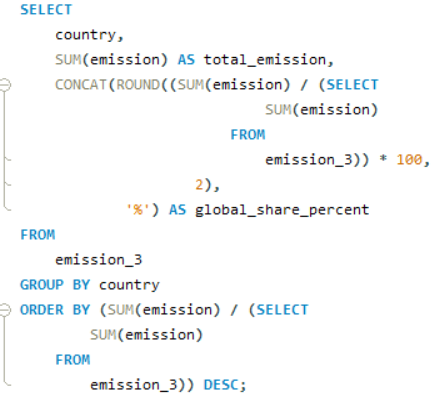 SELECT
country,
SUM(emission) AS total_emission,
CONCAT(ROUND((SUM(emission) / (SELECT
SUM(emission)
FROM
emission_3)) * 100,
2),
'%') AS global_share_percent
FROM
emission_3
GROUP BY country
ORDER BY (SUM(emission) / (SELECT
SUM(emission)
FROM
emission_3)) DESC;